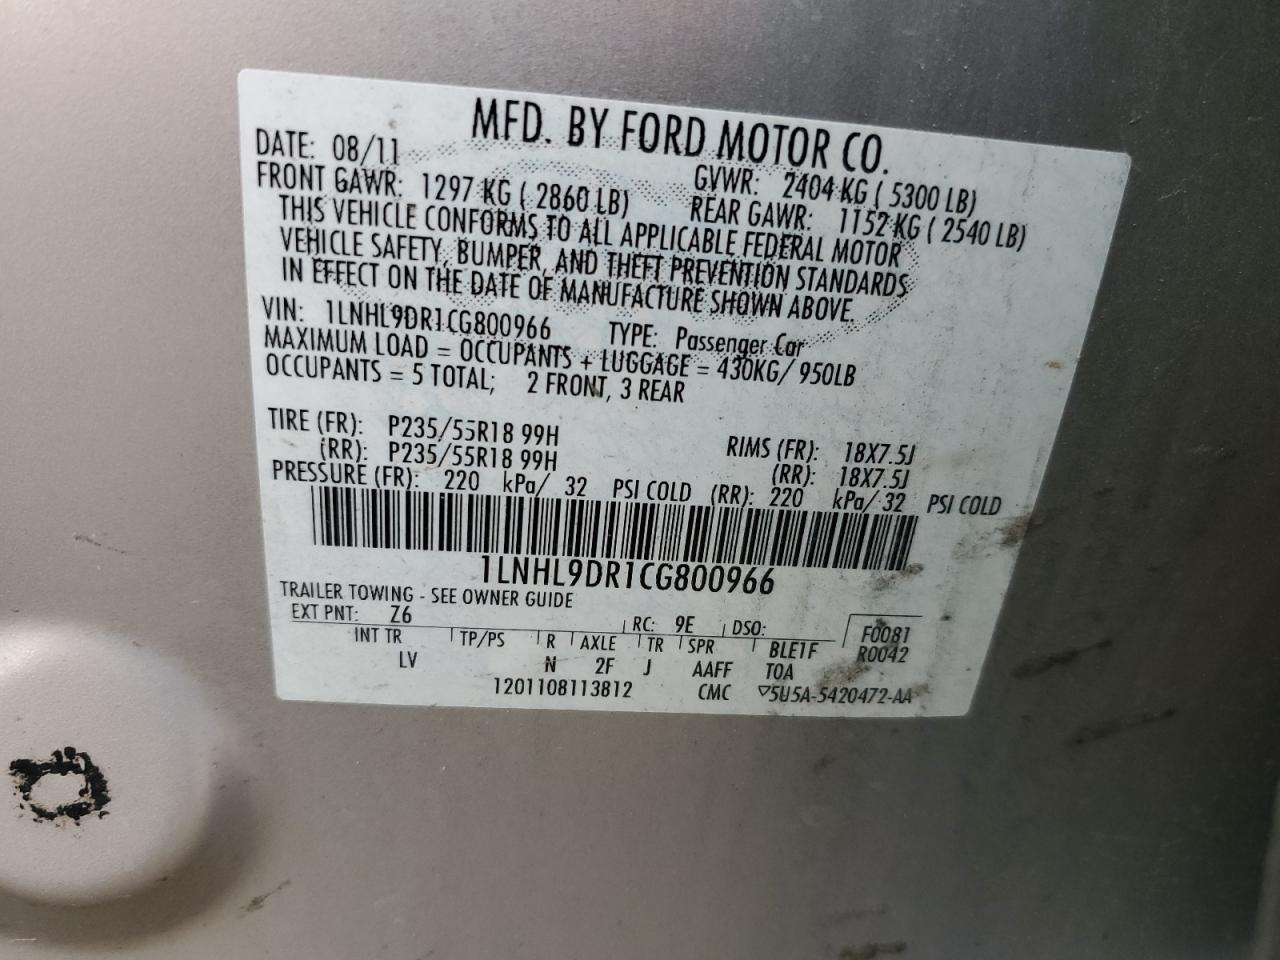 MFD. BY FORD MOTOR CO.
DATE: 08/11 GVWR: 2404 KG ( 5300 LB)
FRONT GAWR: 1297 KG ( 2860 LB) REAR GAWR: 1152 KG ( 2540 LB)
THIS VEHICLE CONFORMS TO ALL APPLICABLE FEDERAL MOTOR
VEHICLE SAFETY, BUMPER, AND THEFT PREVENTION STANDARDS
IN EFFECT ON THE DATE OF MANUFACTURE SHOWN ABOVE.
VIN: 1LNHL9DR1CG800966 TYPE: Passenger Car
MAXIMUM LOAD = OCCUPANTS + LUGGAGE = 430KG/ 950LB
OCCUPANTS = 5 TOTAL; 2 FRONT, 3 REAR
TIRE (FR): P235/55R18 99H RIMS (FR): 18X7.5J
(RR): P235/55R18 99H (RR): 18X7.5J
PRESSURE (FR): 220 kPa/ 32 PSI COLD (RR): 220 kPa/ 32 PSI COLD
1LNHL9DR1CG800966
TRAILER TOWING - SEE OWNER GUIDE
EXT PNT: Z6 RC: 9E DSO: F0081
INT TR TP/PS R AXLE TR SPR BLE1F R0042
LV N 2F J AAFF T0A
1201108113812 CMC ▽5U5A-5420472-AA